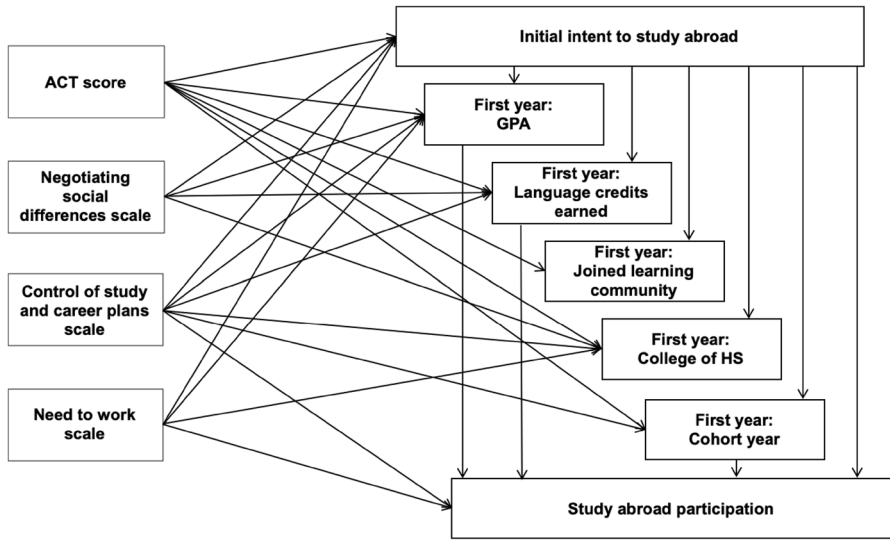 Initial intent to study abroad
ACT score
First year:
GPA
Negotiating
social
differences scale
First year:
Language credits
earned
First year:
Joined learning
community
Control of study
and career plans
scale
First year:
College of HS
Need to work
scale
First year:
Cohort year
Study abroad participation